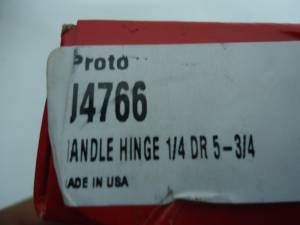 Proto
J4766
HANDLE HINGE 1/4 DR 5-3/4
MADE IN USA